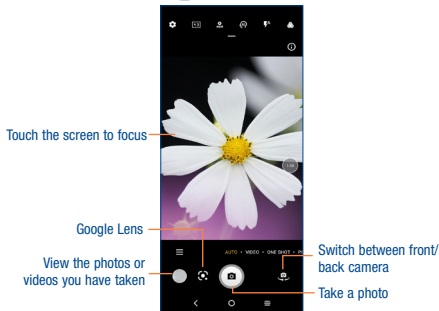 Touch the screen to focus
Google Lens
AUTO • VIDEO • ONE SHOT •
View the photos or
videos you have taken
Switch between front/
back camera
Take a photo